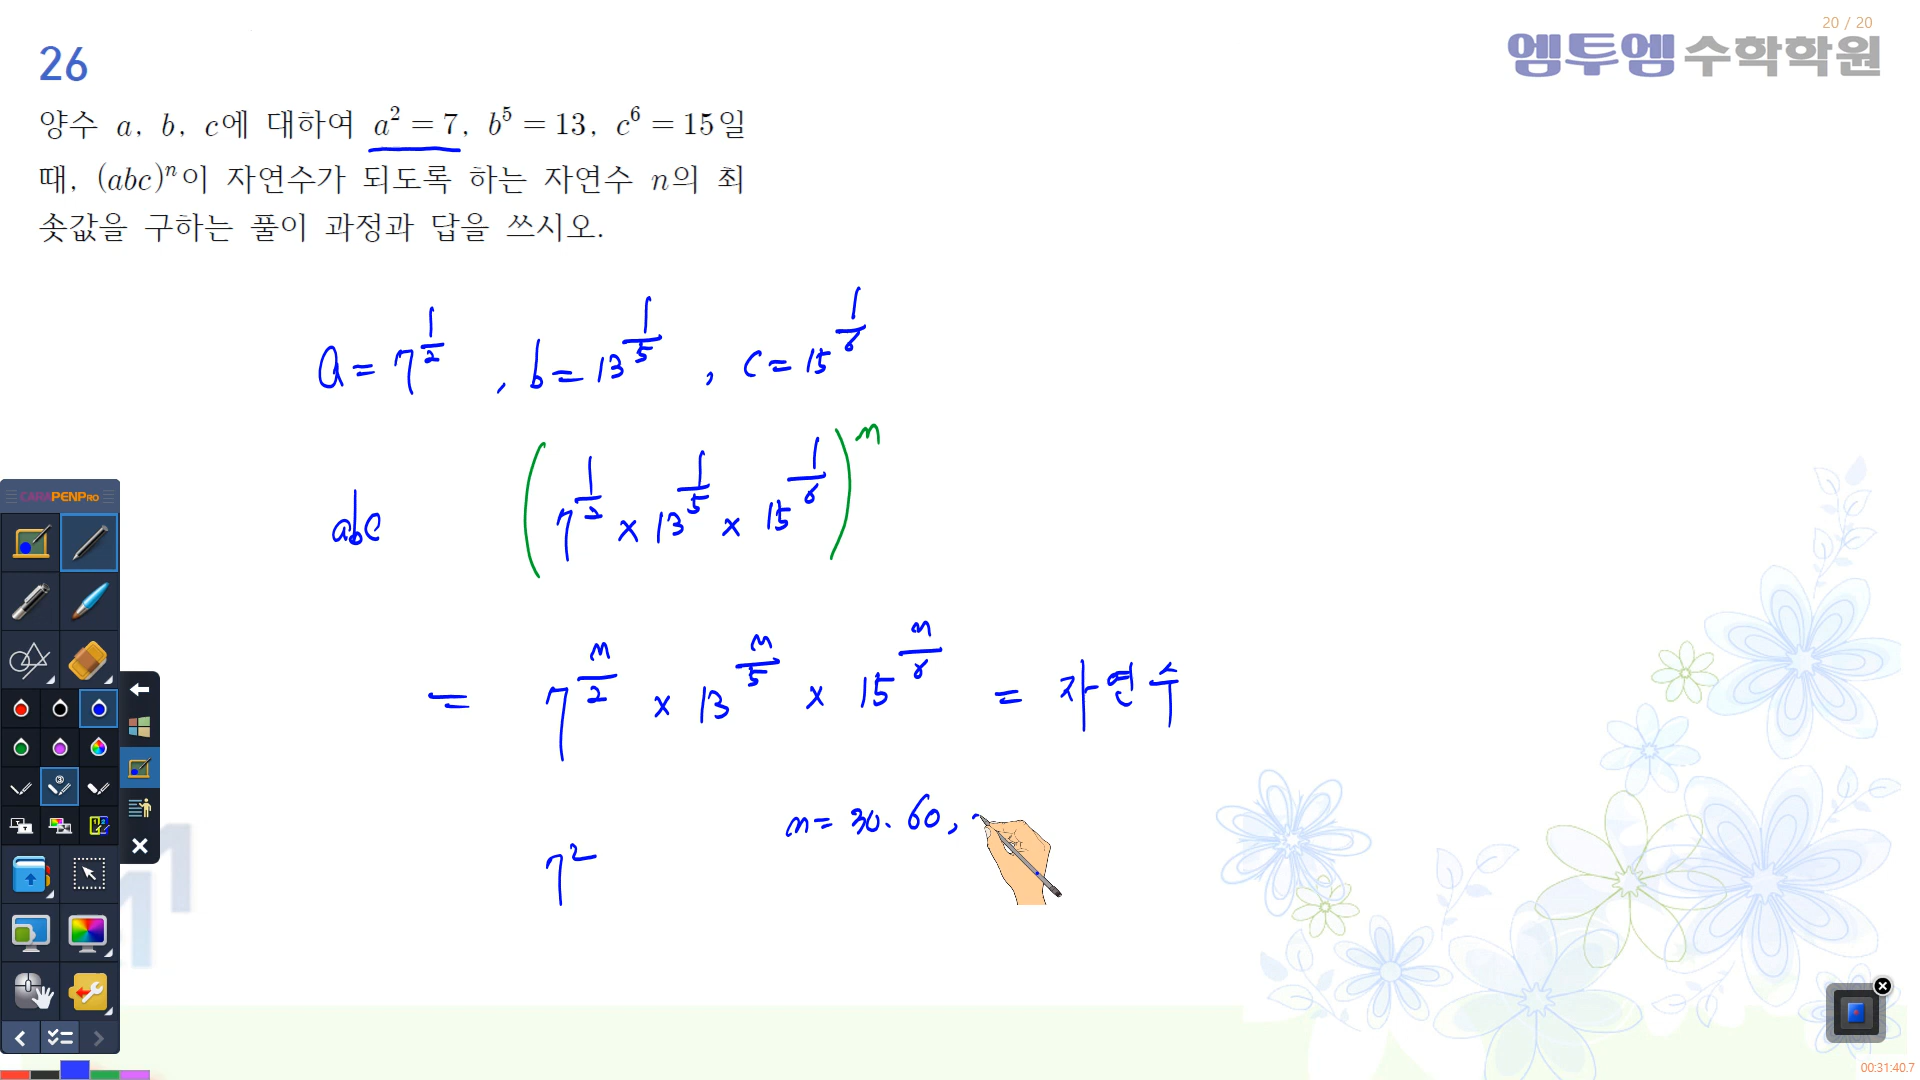 20 / 20
엠투엠 수학학원
26
양수 a, b, c에 대하여 a² = 7, b⁵ = 13, c⁶ = 15일
때, (abc)ⁿ이 자연수가 되도록 하는 자연수 n의 최
솟값을 구하는 풀이 과정과 답을 쓰시오.
a = 7^(1/2) , b = 13^(1/5) , c = 15^(1/6)
abc (7^(1/2) × 13^(1/5) × 15^(1/6))^n
= 7^(n/2) × 13^(n/5) × 15^(n/6) = 자연수
n = 30. 60,
7²
CARAPENPRO
00:31:40.7